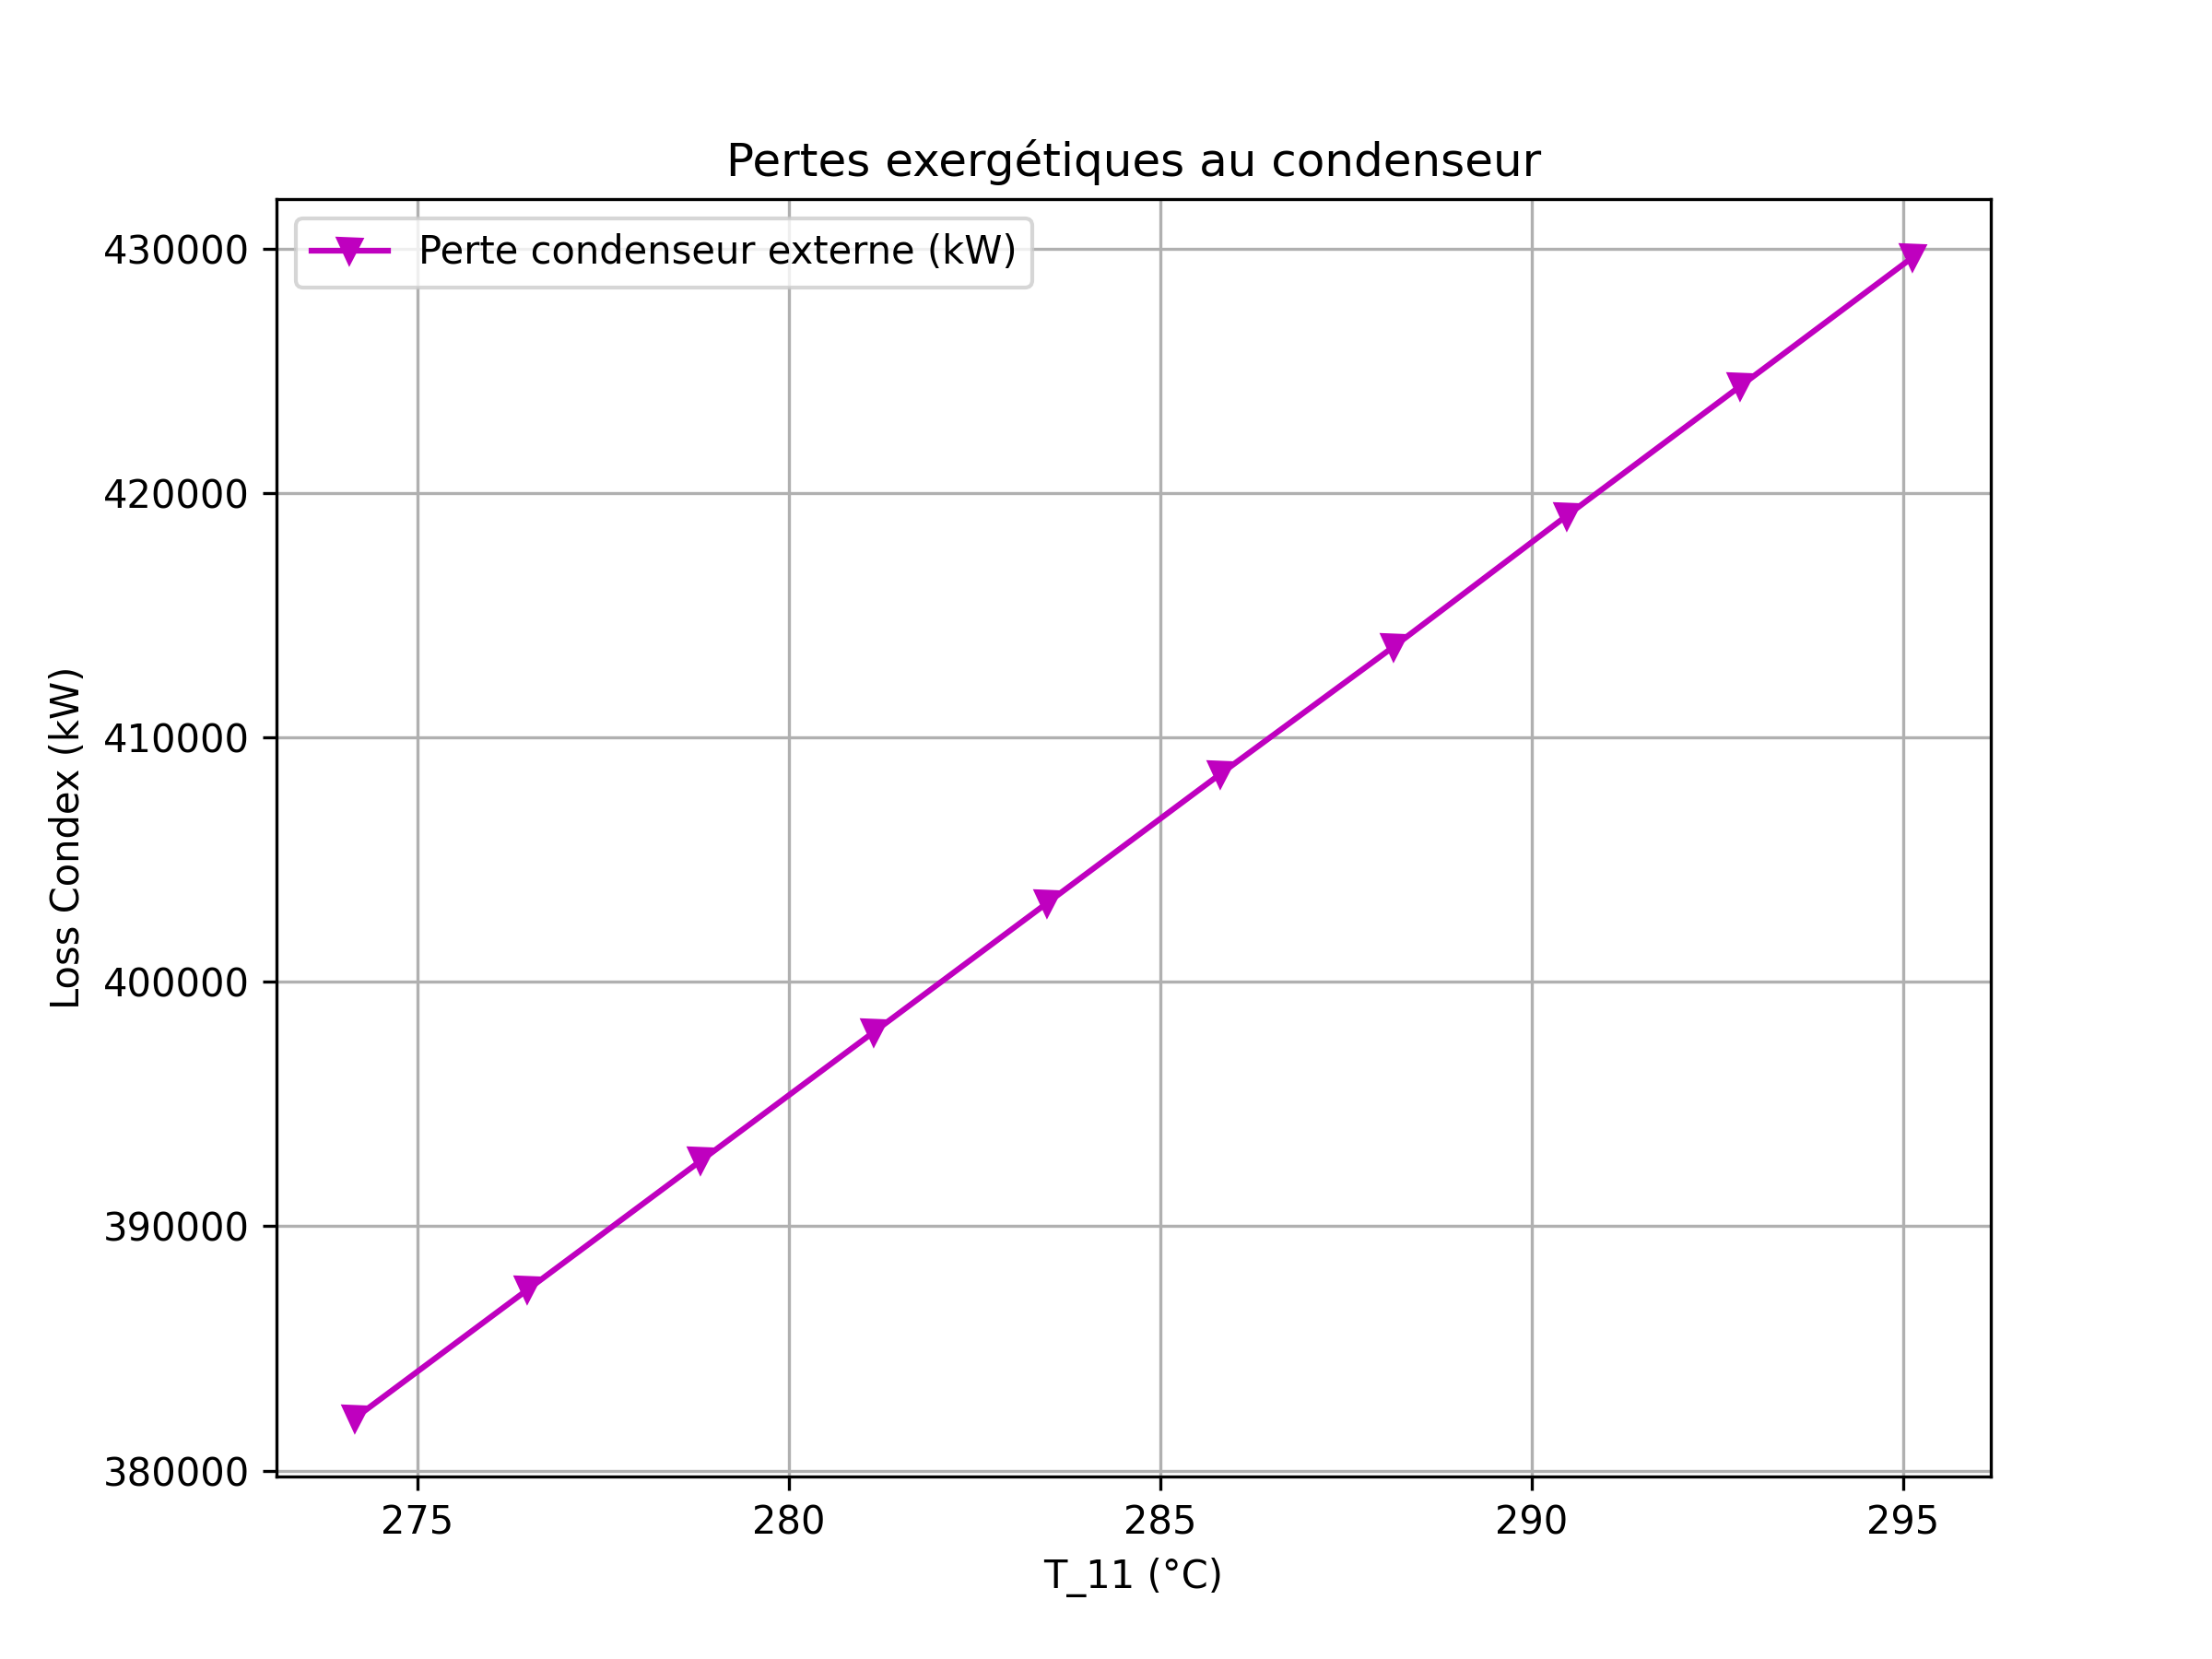 Pertes exergétiques au condenseur
Perte condenseur externe (kW)
Loss Condex (kW)
430000
420000
410000
400000
390000
380000
275
280
285
290
295
T_11 (°C)